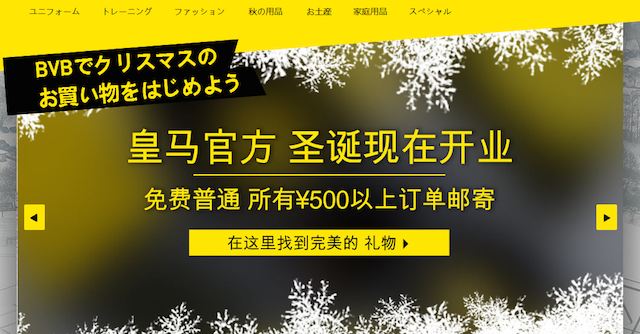 ユニフォーム トレーニング ファッション 秋の用品 お土産 家庭用品 スペシャル
BVBでクリスマスの
お買い物をはじめよう
皇马官方 圣诞现在开业
免费普通 所有¥500以上订单邮寄
在这里找到完美的 礼物